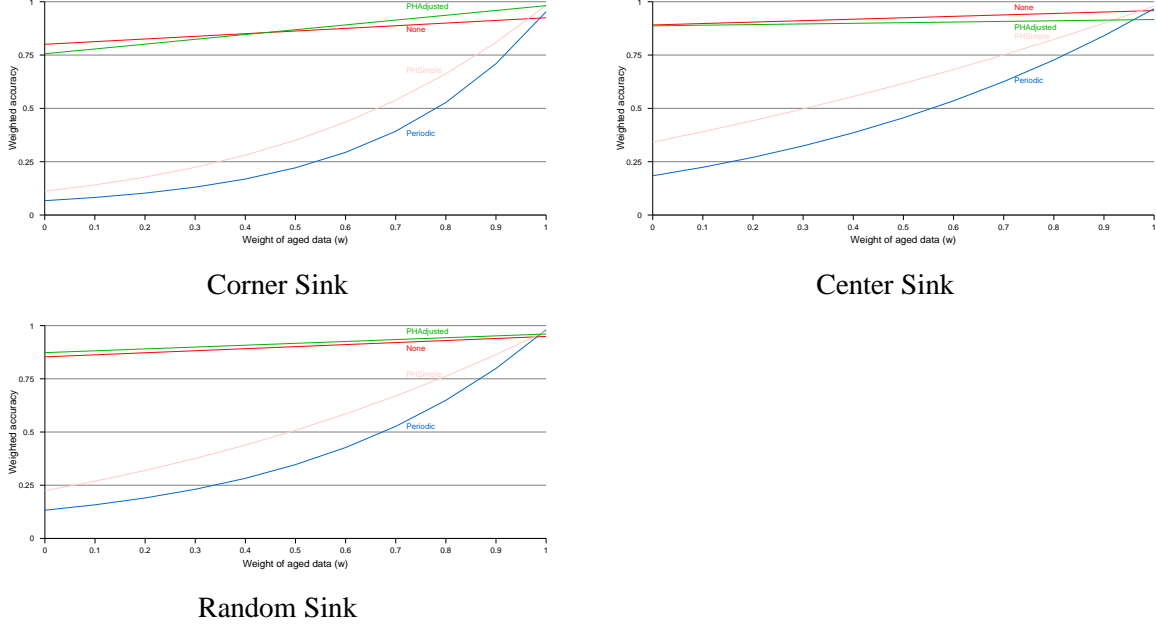 1
0.75
0.5
0.25
0
Weighted accuracy
PHAdjusted
None
PHSimple
Periodic
0 0.1 0.2 0.3 0.4 0.5 0.6 0.7 0.8 0.9 1
Weight of aged data (w)
Corner Sink
1
0.75
0.5
0.25
0
Weighted accuracy
None
PHAdjusted
PHSimple
Periodic
0 0.1 0.2 0.3 0.4 0.5 0.6 0.7 0.8 0.9 1
Weight of aged data (w)
Center Sink
1
0.75
0.5
0.25
0
Weighted accuracy
PHAdjusted
None
PHSimple
Periodic
0 0.1 0.2 0.3 0.4 0.5 0.6 0.7 0.8 0.9 1
Weight of aged data (w)
Random Sink